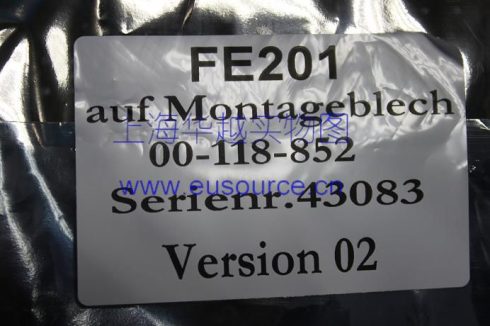 FE201
auf Montageblech
上海华越实物图
00-118-852
www.eusource.cn
Serienr.43083
Version 02